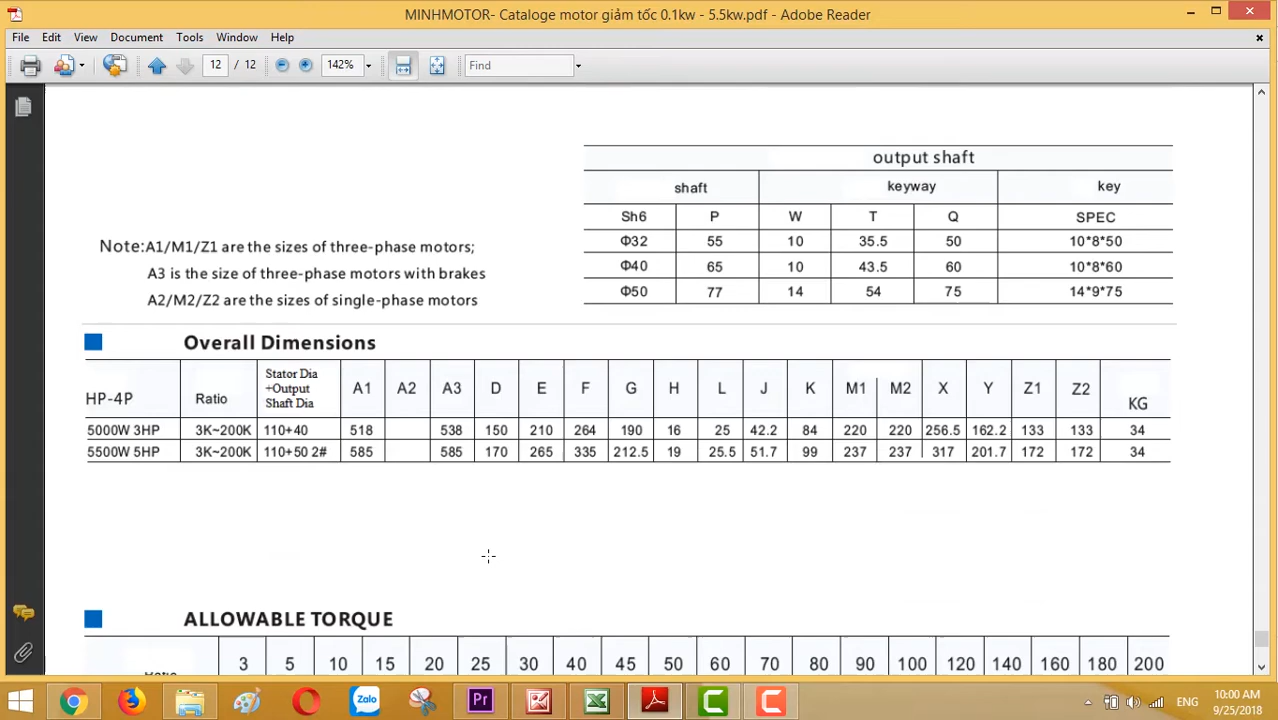 MINHMOTOR- Cataloge motor giảm tốc 0.1kw - 5.5kw.pdf - Adobe Reader
File Edit View Document Tools Window Help
12 / 12 142% Find
output shaft
shaft keyway key
Sh6 P W T Q SPEC
Φ32 55 10 35.5 50 10*8*50
Φ40 65 10 43.5 60 10*8*60
Φ50 77 14 54 75 14*9*75
Note:A1/M1/Z1 are the sizes of three-phase motors;
A3 is the size of three-phase motors with brakes
A2/M2/Z2 are the sizes of single-phase motors
Overall Dimensions
HP-4P Ratio Stator Dia +Output Shaft Dia A1 A2 A3 D E F G H L J K M1 M2 X Y Z1 Z2 KG
5000W 3HP 3K~200K 110+40 518 538 150 210 264 190 16 25 42.2 84 220 220 256.5 162.2 133 133 34
5500W 5HP 3K~200K 110+50 2# 585 585 170 265 335 212.5 19 25.5 51.7 99 237 237 317 201.7 172 172 34
ALLOWABLE TORQUE
3 5 10 15 20 25 30 40 45 50 60 70 80 90 100 120 140 160 180 200
Zalo Pr
ENG
10:00 AM
9/25/2018